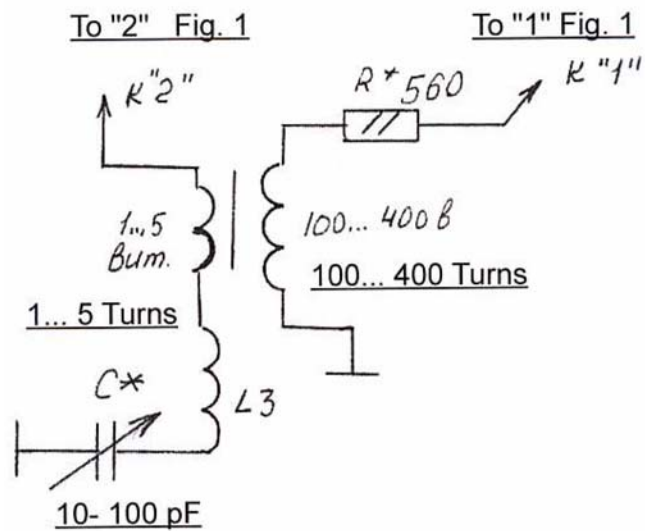 To "2" Fig. 1
To "1" Fig. 1
к "2"
R* 560
к "1"
1...5
вит.
100... 400 в
100... 400 Turns
1... 5 Turns
C*
L3
10- 100 pF